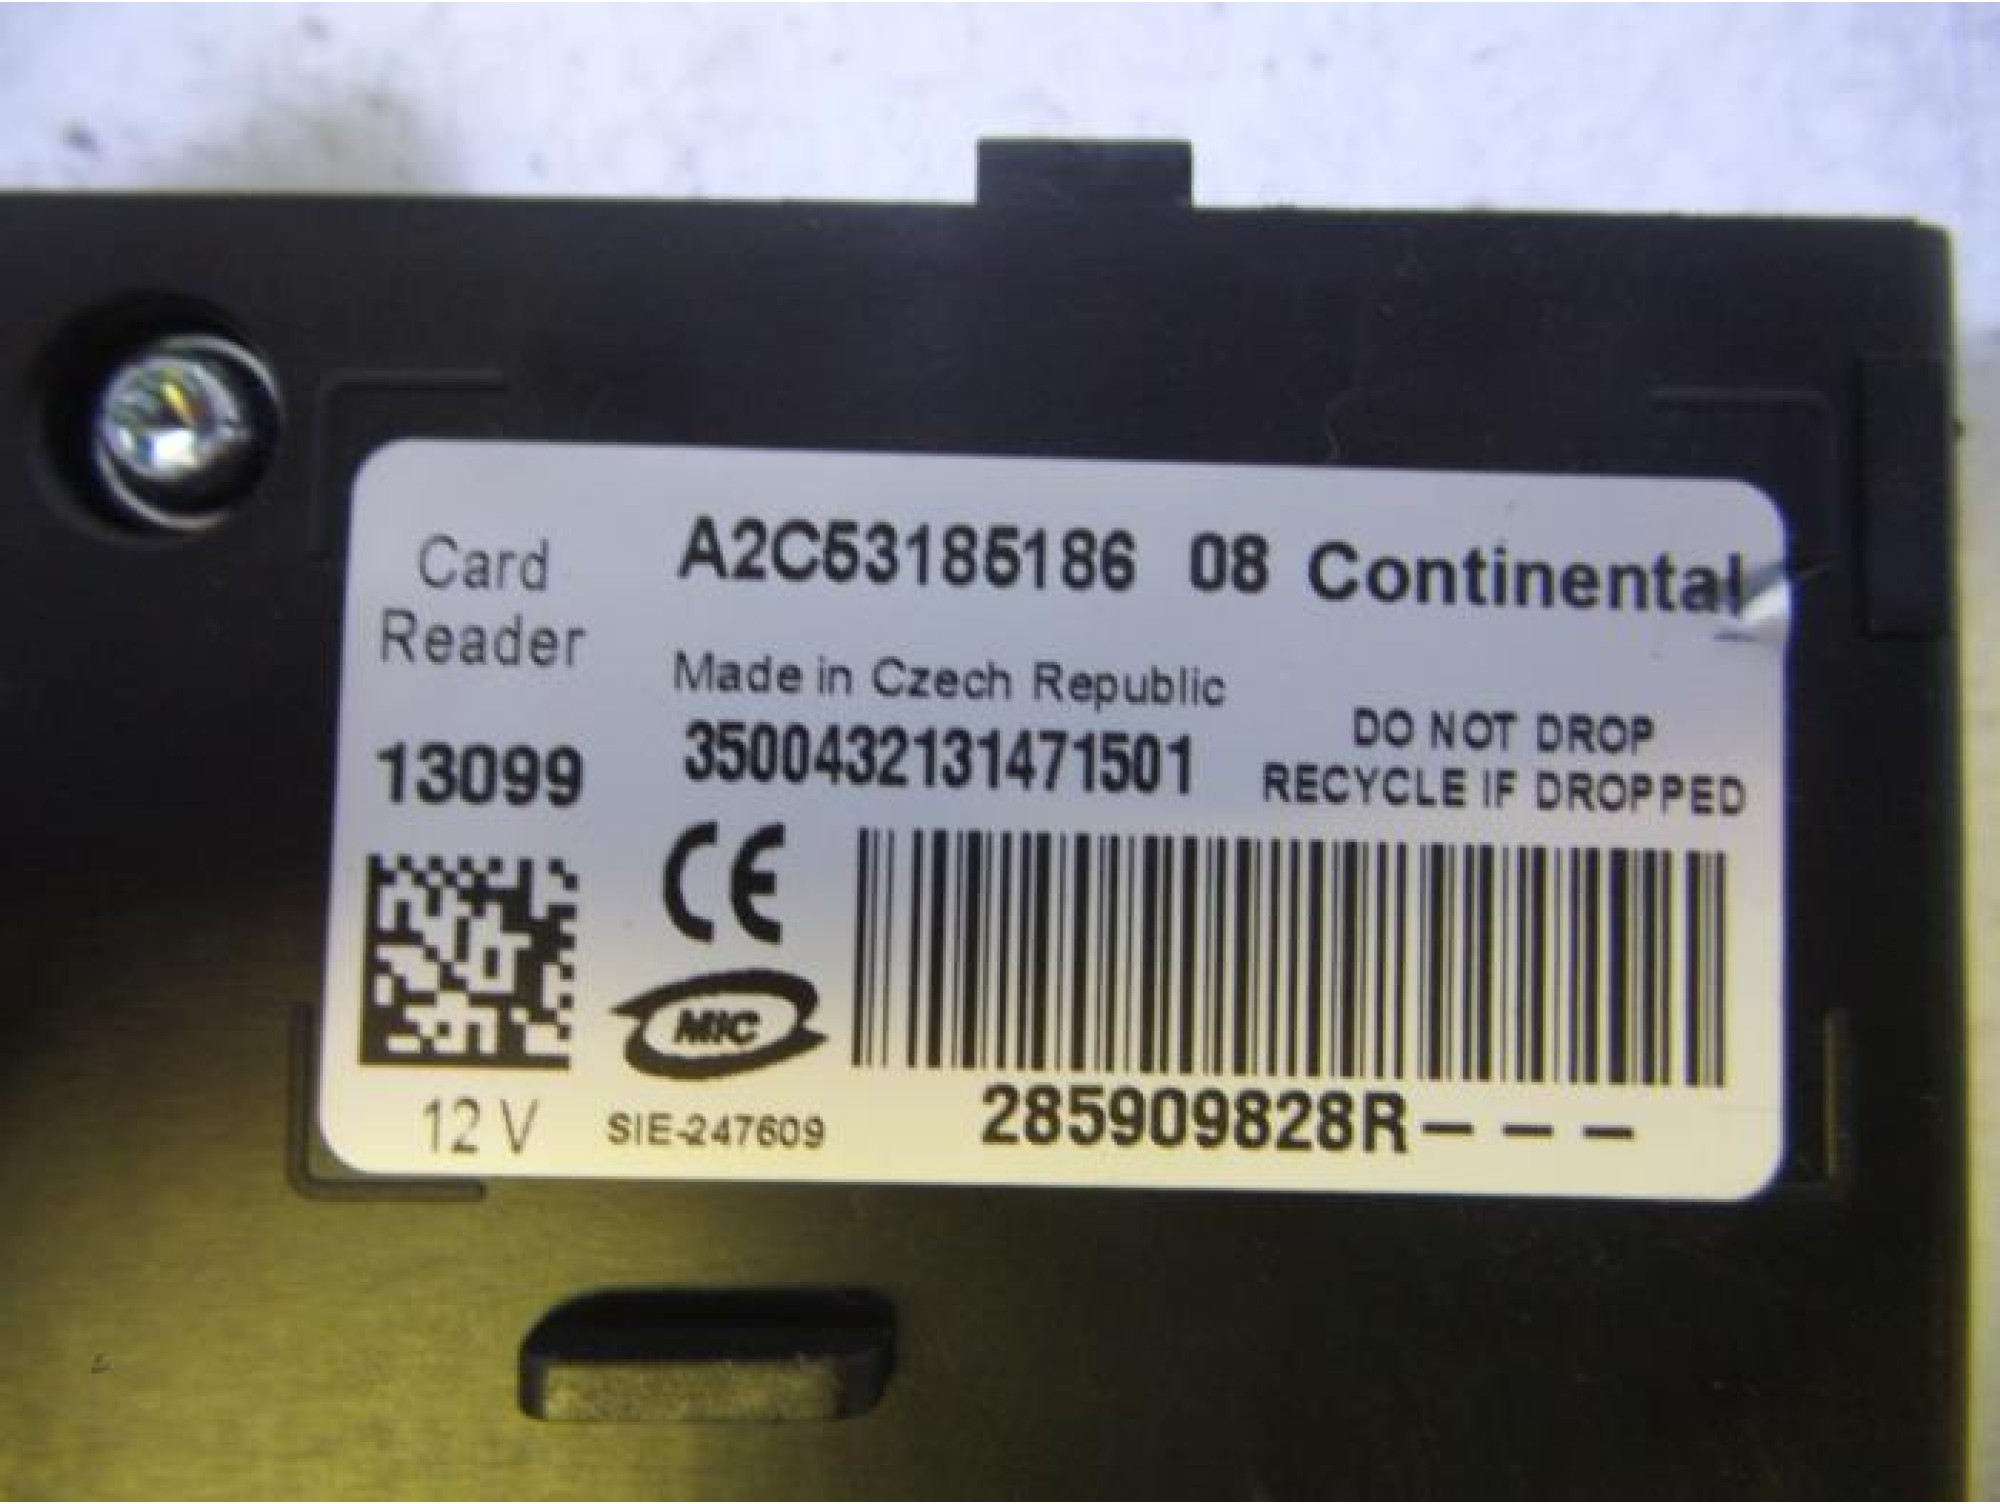 Card
Reader
A2C53185186 08 Continental
Made in Czech Republic
3500432131471501
13099
DO NOT DROP
RECYCLE IF DROPPED
CE
MIC
12 V
SIE-247609
285909828R---